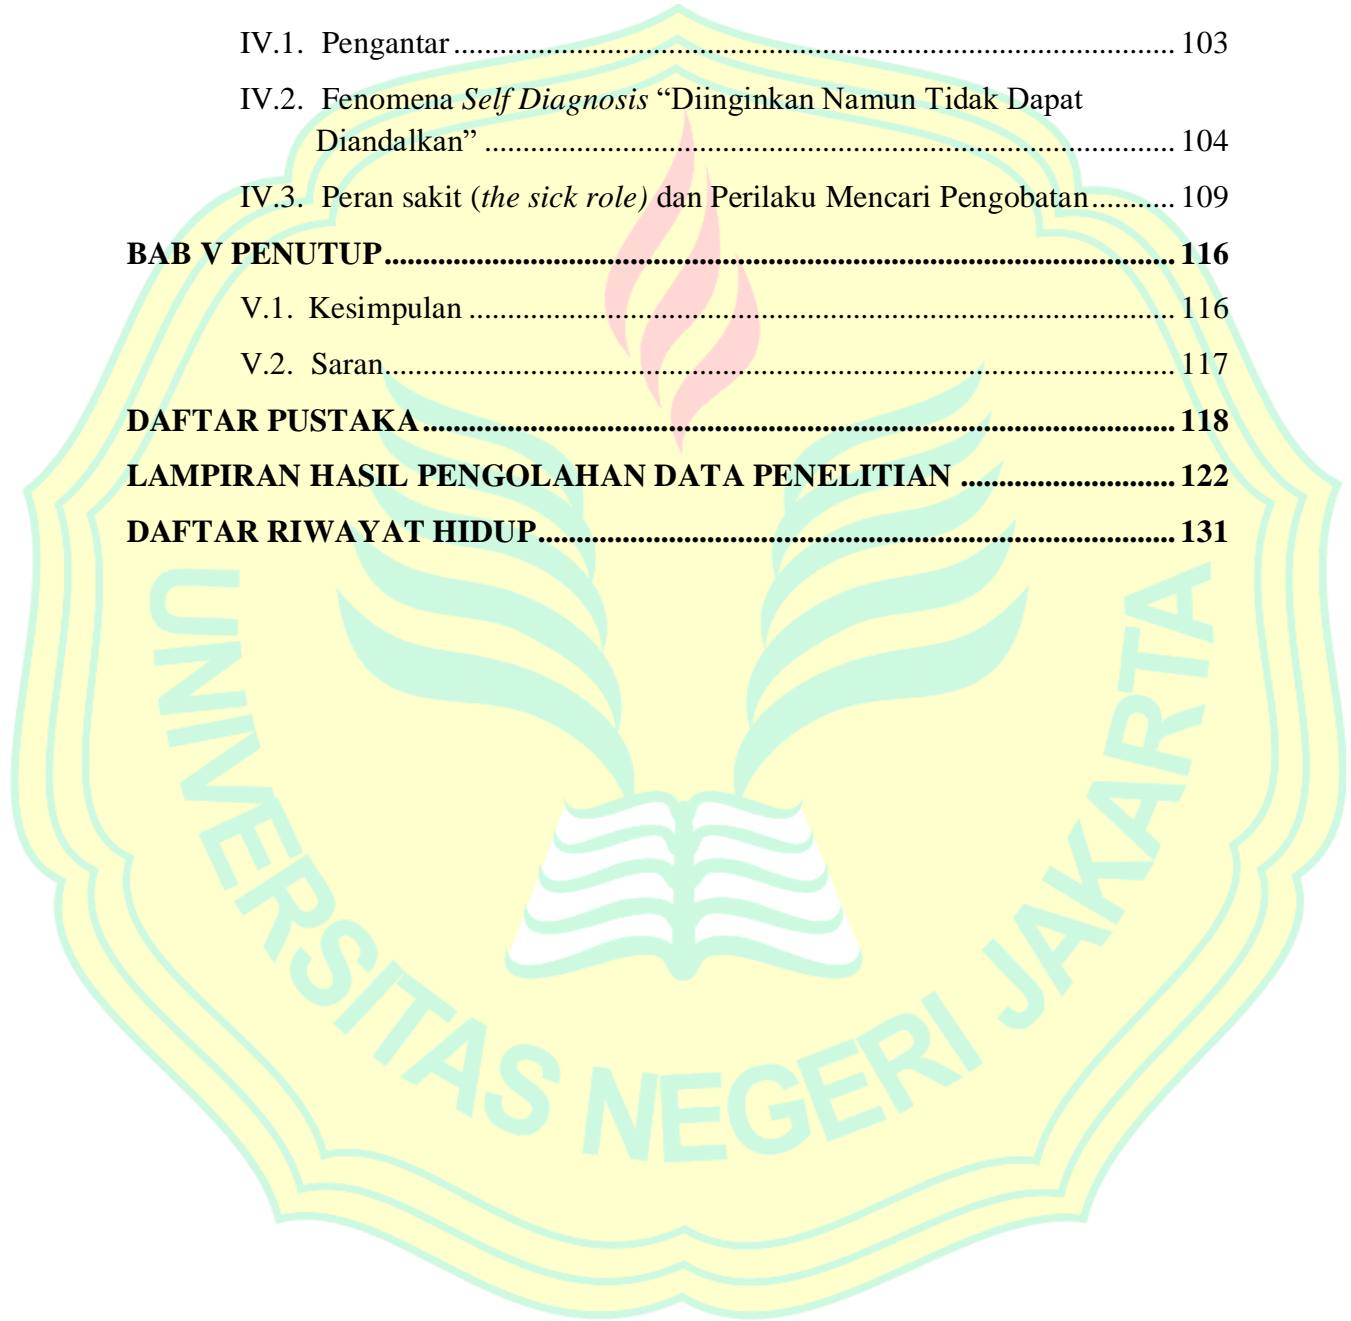 IV.1. Pengantar ........................................................................................ 103
IV.2. Fenomena Self Diagnosis “Diinginkan Namun Tidak Dapat
Diandalkan” .................................................................................... 104
IV.3. Peran sakit (the sick role) dan Perilaku Mencari Pengobatan ........... 109
BAB V PENUTUP ......................................................................................................... 116
V.1. Kesimpulan ...................................................................................... 116
V.2. Saran ................................................................................................ 117
DAFTAR PUSTAKA .................................................................................................... 118
LAMPIRAN HASIL PENGOLAHAN DATA PENELITIAN ............................ 122
DAFTAR RIWAYAT HIDUP ..................................................................................... 131
UNIVERSITAS NEGERI JAKARTA